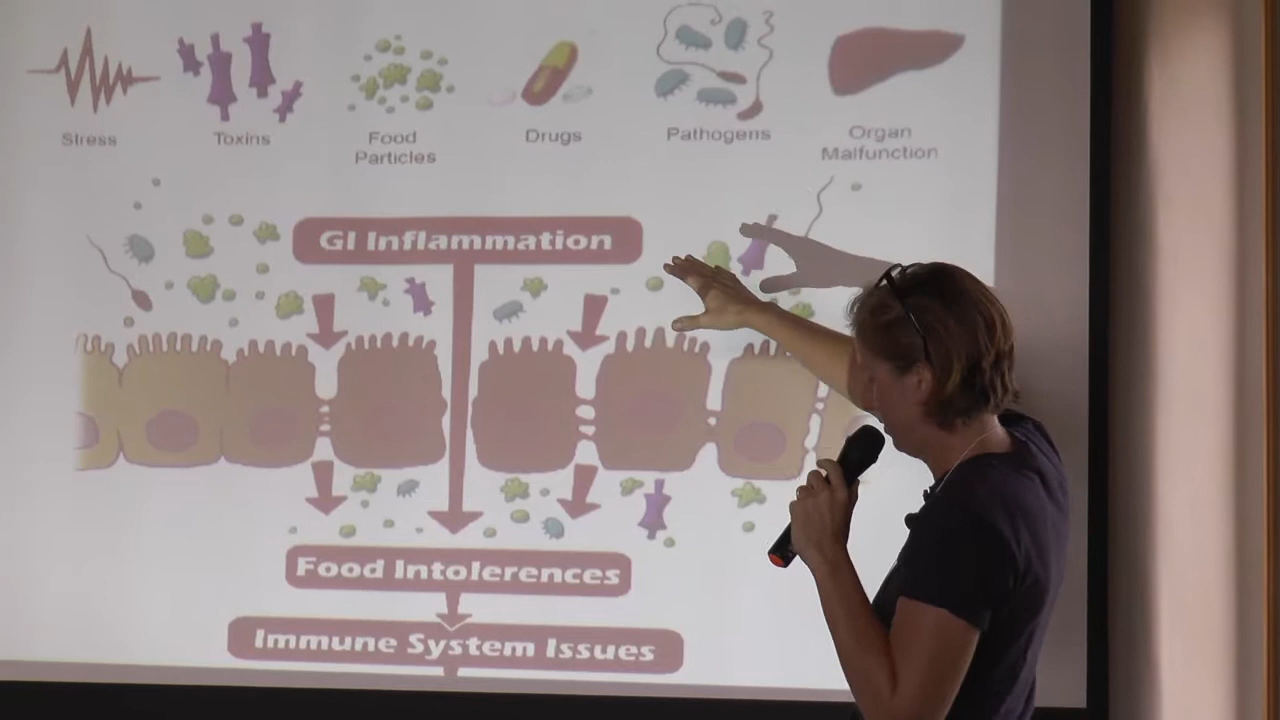 Stress
Toxins
Food
Particles
Drugs
Pathogens
Organ
Malfunction
GI Inflammation
Food Intolerences
Immune System Issues